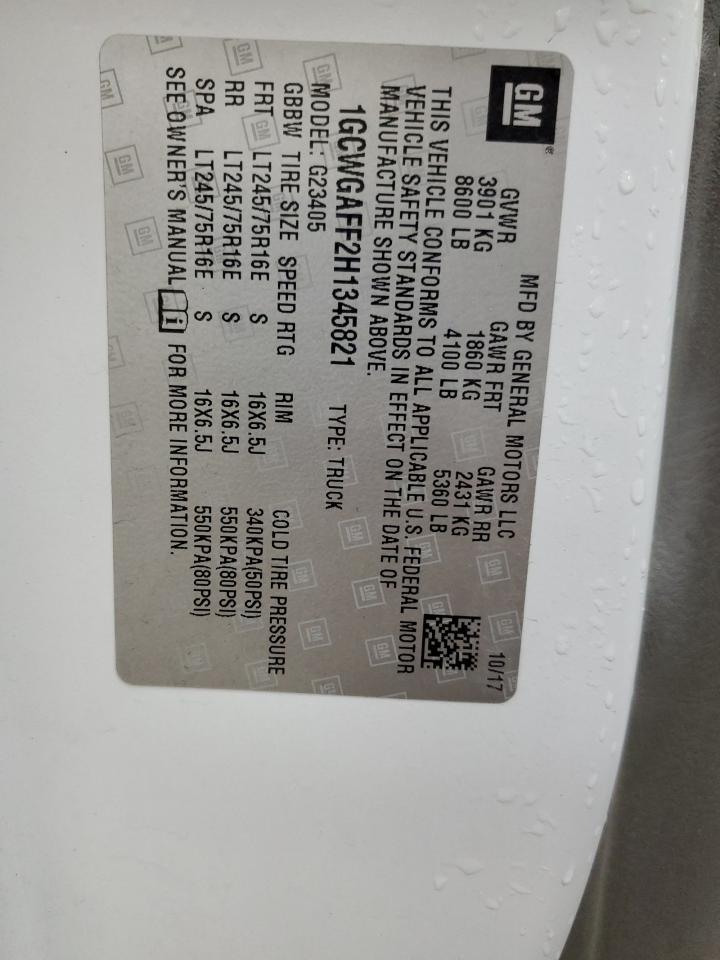 GM
MFD BY GENERAL MOTORS LLC 10/17
GVWR GAWR FRT GAWR RR
3901 KG 1860 KG 2431 KG
8600 LB 4100 LB 5360 LB
THIS VEHICLE CONFORMS TO ALL APPLICABLE U.S. FEDERAL MOTOR
VEHICLE SAFETY STANDARDS IN EFFECT ON THE DATE OF
MANUFACTURE SHOWN ABOVE.
1GCWGAFF2H1345821 TYPE: TRUCK
MODEL: G23405
GBBW TIRE SIZE SPEED RTG RIM COLD TIRE PRESSURE
FRT LT245/75R16E S 16X6.5J 340KPA(50PSI)
RR LT245/75R16E S 16X6.5J 550KPA(80PSI)
SPA LT245/75R16E S 16X6.5J 550KPA(80PSI)
SEE OWNER'S MANUAL i FOR MORE INFORMATION.